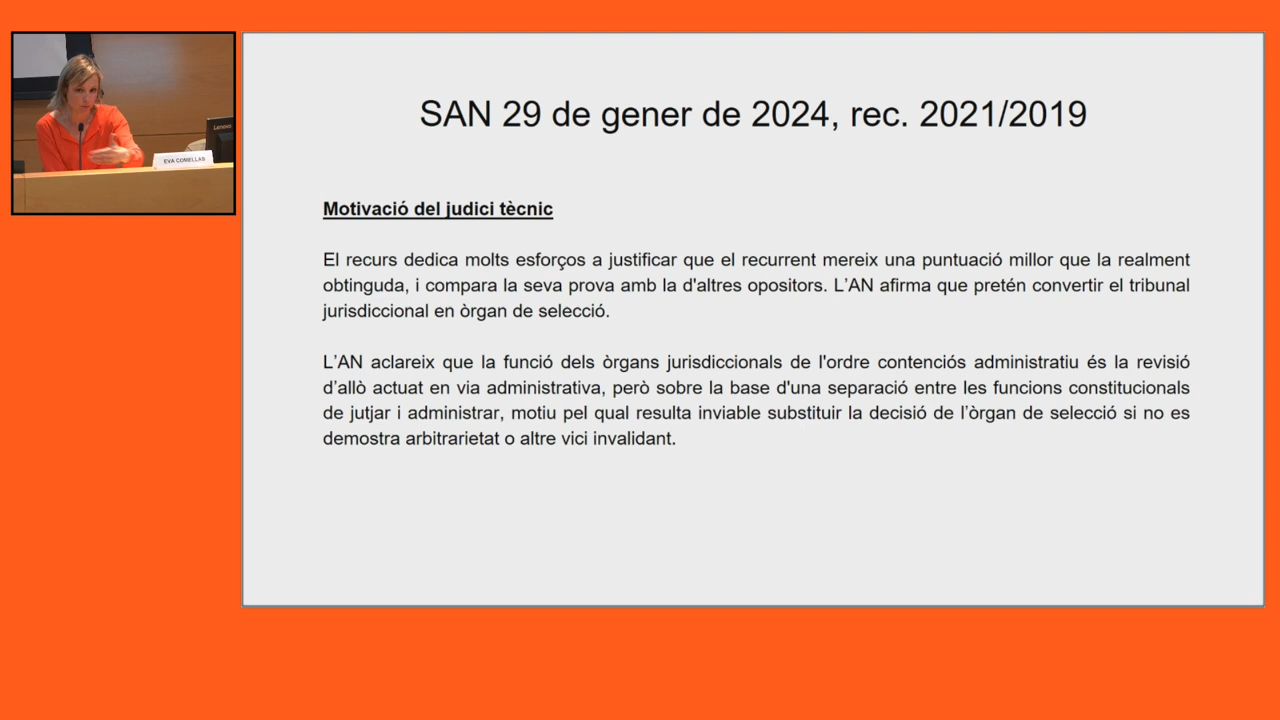 Lenovo
EVA COMELLAS
SAN 29 de gener de 2024, rec. 2021/2019
Motivació del judici tècnic
El recurs dedica molts esforços a justificar que el recurrent mereix una puntuació millor que la realment
obtinguda, i compara la seva prova amb la d'altres opositors. L’AN afirma que pretén convertir el tribunal
jurisdiccional en òrgan de selecció.
L’AN aclareix que la funció dels òrgans jurisdiccionals de l'ordre contenciós administratiu és la revisió
d’allò actuat en via administrativa, però sobre la base d'una separació entre les funcions constitucionals
de jutjar i administrar, motiu pel qual resulta inviable substituir la decisió de l’òrgan de selecció si no es
demostra arbitrarietat o altre vici invalidant.